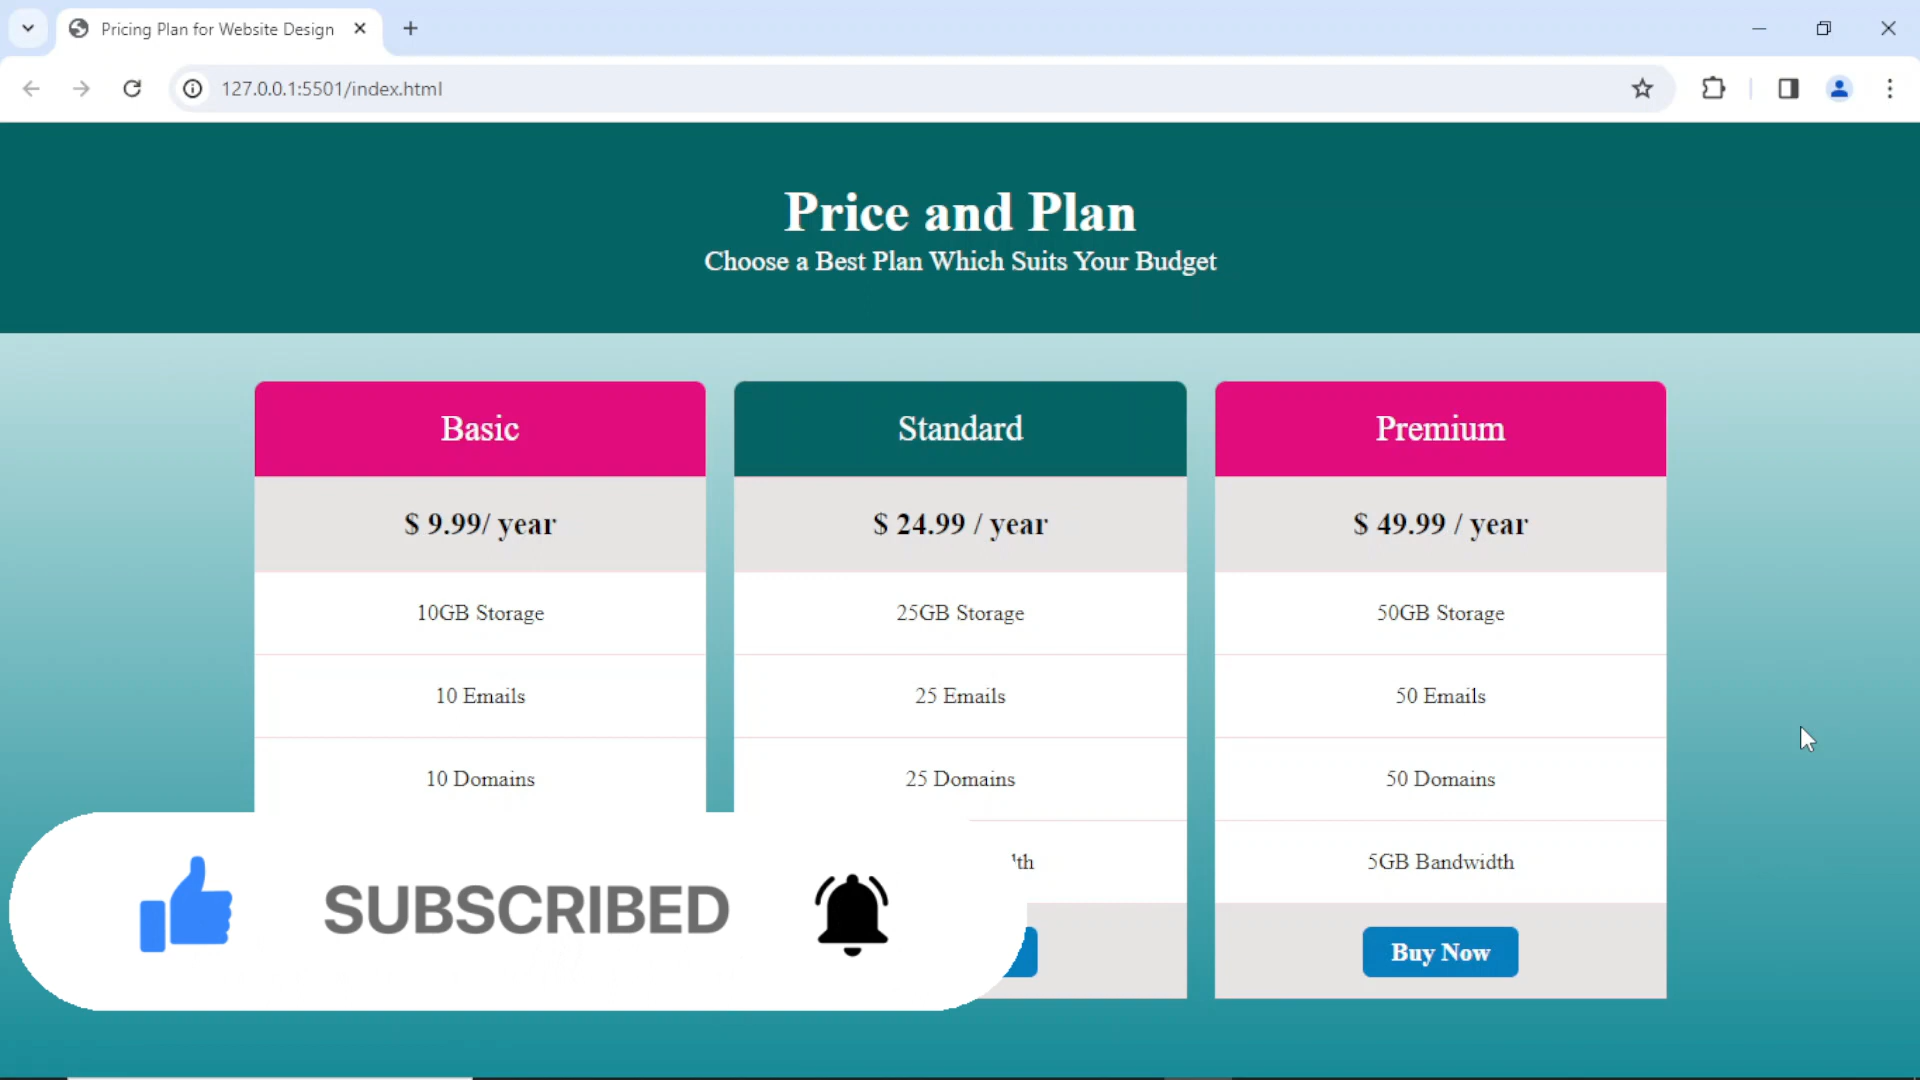 Pricing Plan for Website Design
127.0.0.1:5501/index.html
Price and Plan
Choose a Best Plan Which Suits Your Budget
Basic
$ 9.99/ year
10GB Storage
10 Emails
10 Domains
Standard
$ 24.99 / year
25GB Storage
25 Emails
25 Domains
Premium
$ 49.99 / year
50GB Storage
50 Emails
50 Domains
5GB Bandwidth
Buy Now
SUBSCRIBED